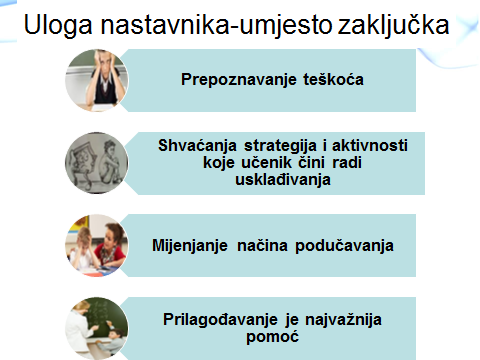 Uloga nastavnika-umjesto zaključka
Prepoznavanje teškoća
Shvaćanja strategija i aktivnosti
koje učenik čini radi
usklađivanja
Mijenjanje načina podučavanja
Prilagođavanje je najvažnija
pomoć